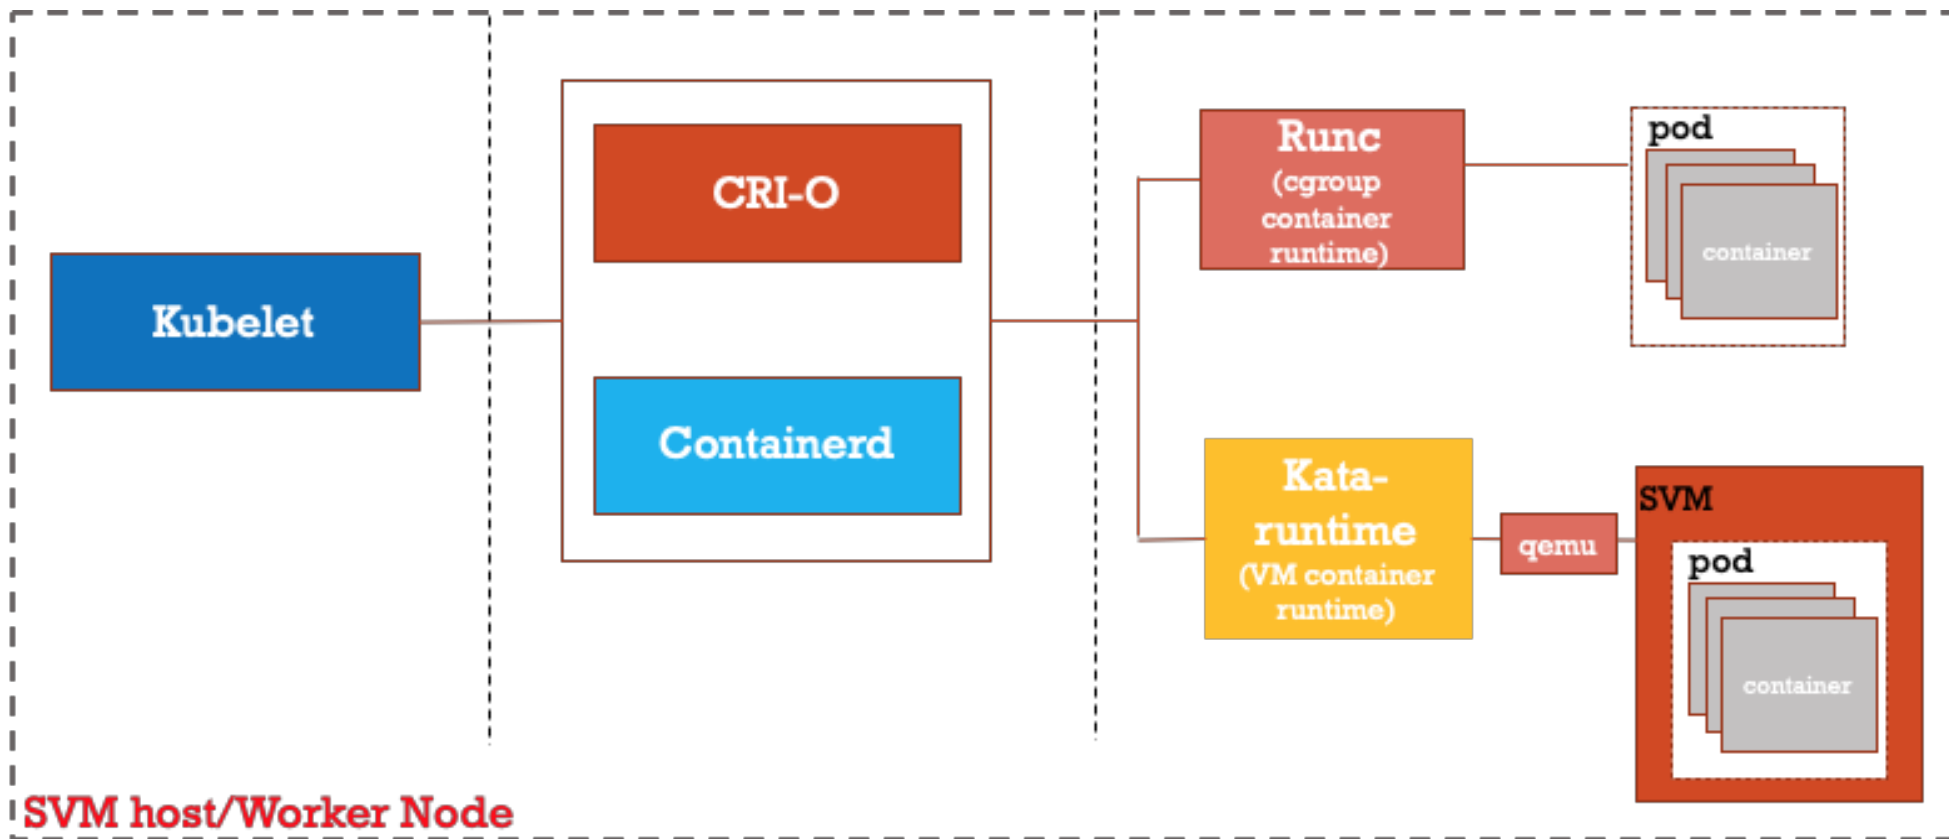 Kubelet
CRI-O
Containerd
Runc
(cgroup
container
runtime)
pod
container
Kata-
runtime
(VM container
runtime)
qemu
SVM
pod
container
SVM host/Worker Node